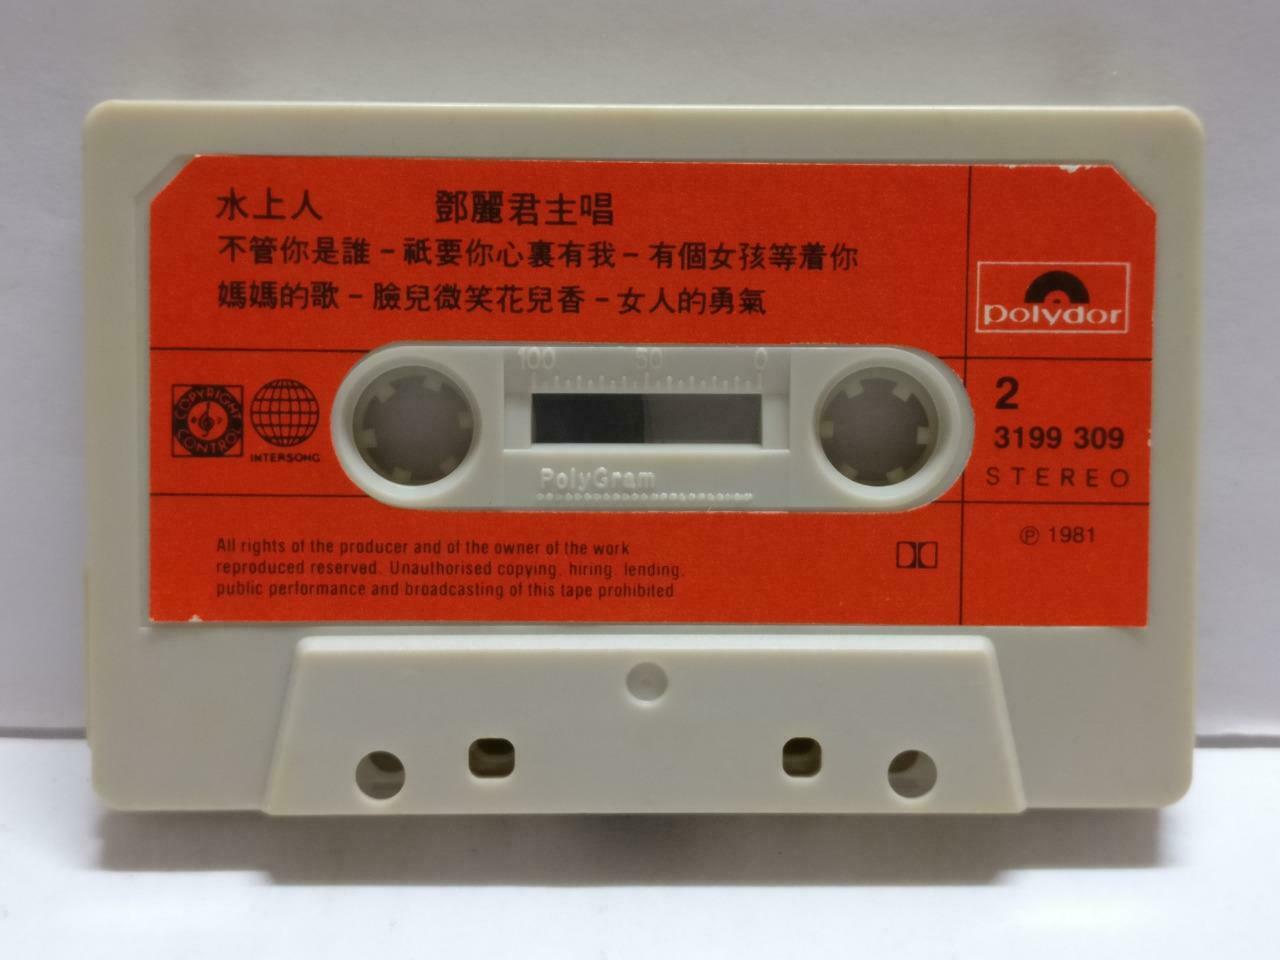 水上人 鄧麗君主唱
不管你是誰－祇要你心裏有我－有個女孩等着你
媽媽的歌－臉兒微笑花兒香－女人的勇氣
polydor
100 50 0
COPYRIGHT CONTROL
INTERSONG
2
3199 309
STEREO
PolyGram
℗ 1981
All rights of the producer and of the owner of the work
reproduced reserved. Unauthorised copying, hiring, lending,
public performance and broadcasting of this tape prohibited